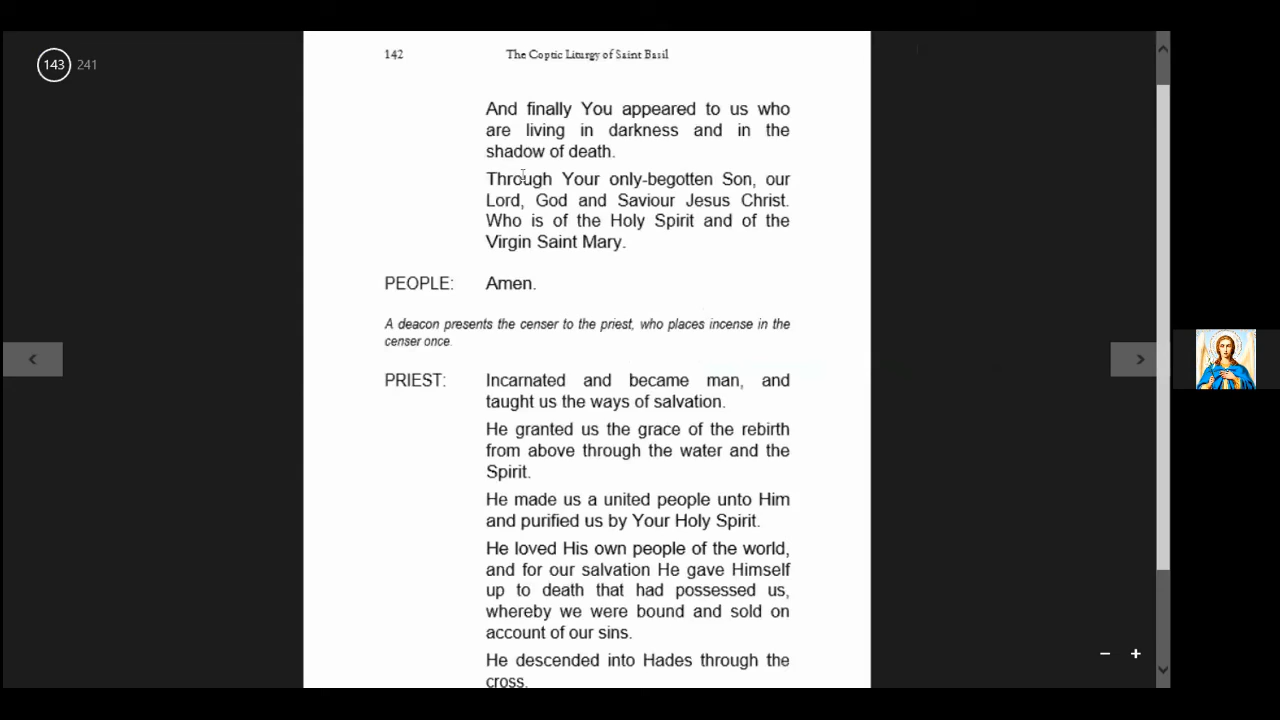 143 241
142 The Coptic Liturgy of Saint Basil
And finally You appeared to us who
are living in darkness and in the
shadow of death.
Through Your only-begotten Son, our
Lord, God and Saviour Jesus Christ.
Who is of the Holy Spirit and of the
Virgin Saint Mary.
PEOPLE: Amen.
A deacon presents the censer to the priest, who places incense in the
censer once.
PRIEST: Incarnated and became man, and
taught us the ways of salvation.
He granted us the grace of the rebirth
from above through the water and the
Spirit.
He made us a united people unto Him
and purified us by Your Holy Spirit.
He loved His own people of the world,
and for our salvation He gave Himself
up to death that had possessed us,
whereby we were bound and sold on
account of our sins.
He descended into Hades through the
cross.